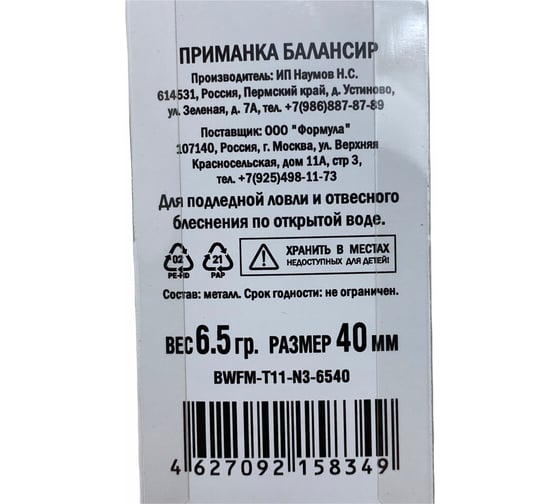 ПРИМАНКА БАЛАНСИР
Производитель: ИП Наумов Н.С.
614531, Россия, Пермский край, д. Устиново,
ул. Зеленая, д. 7А, тел. +7(986)887-87-89
Поставщик: ООО "Формула"
107140, Россия, г. Москва, ул. Верхняя
Красносельская, дом 11А, стр 3,
тел. +7(925)498-11-73
Для подледной ловли и отвесного
блеснения по открытой воде.
02
PE-HD
21
PAP
ХРАНИТЬ В МЕСТАХ
НЕДОСТУПНЫХ ДЛЯ ДЕТЕЙ!
Состав: металл. Срок годности: не ограничен.
ВЕС 6.5 гр. РАЗМЕР 40 мм
BWFM-T11-N3-6540
4 627092 158349